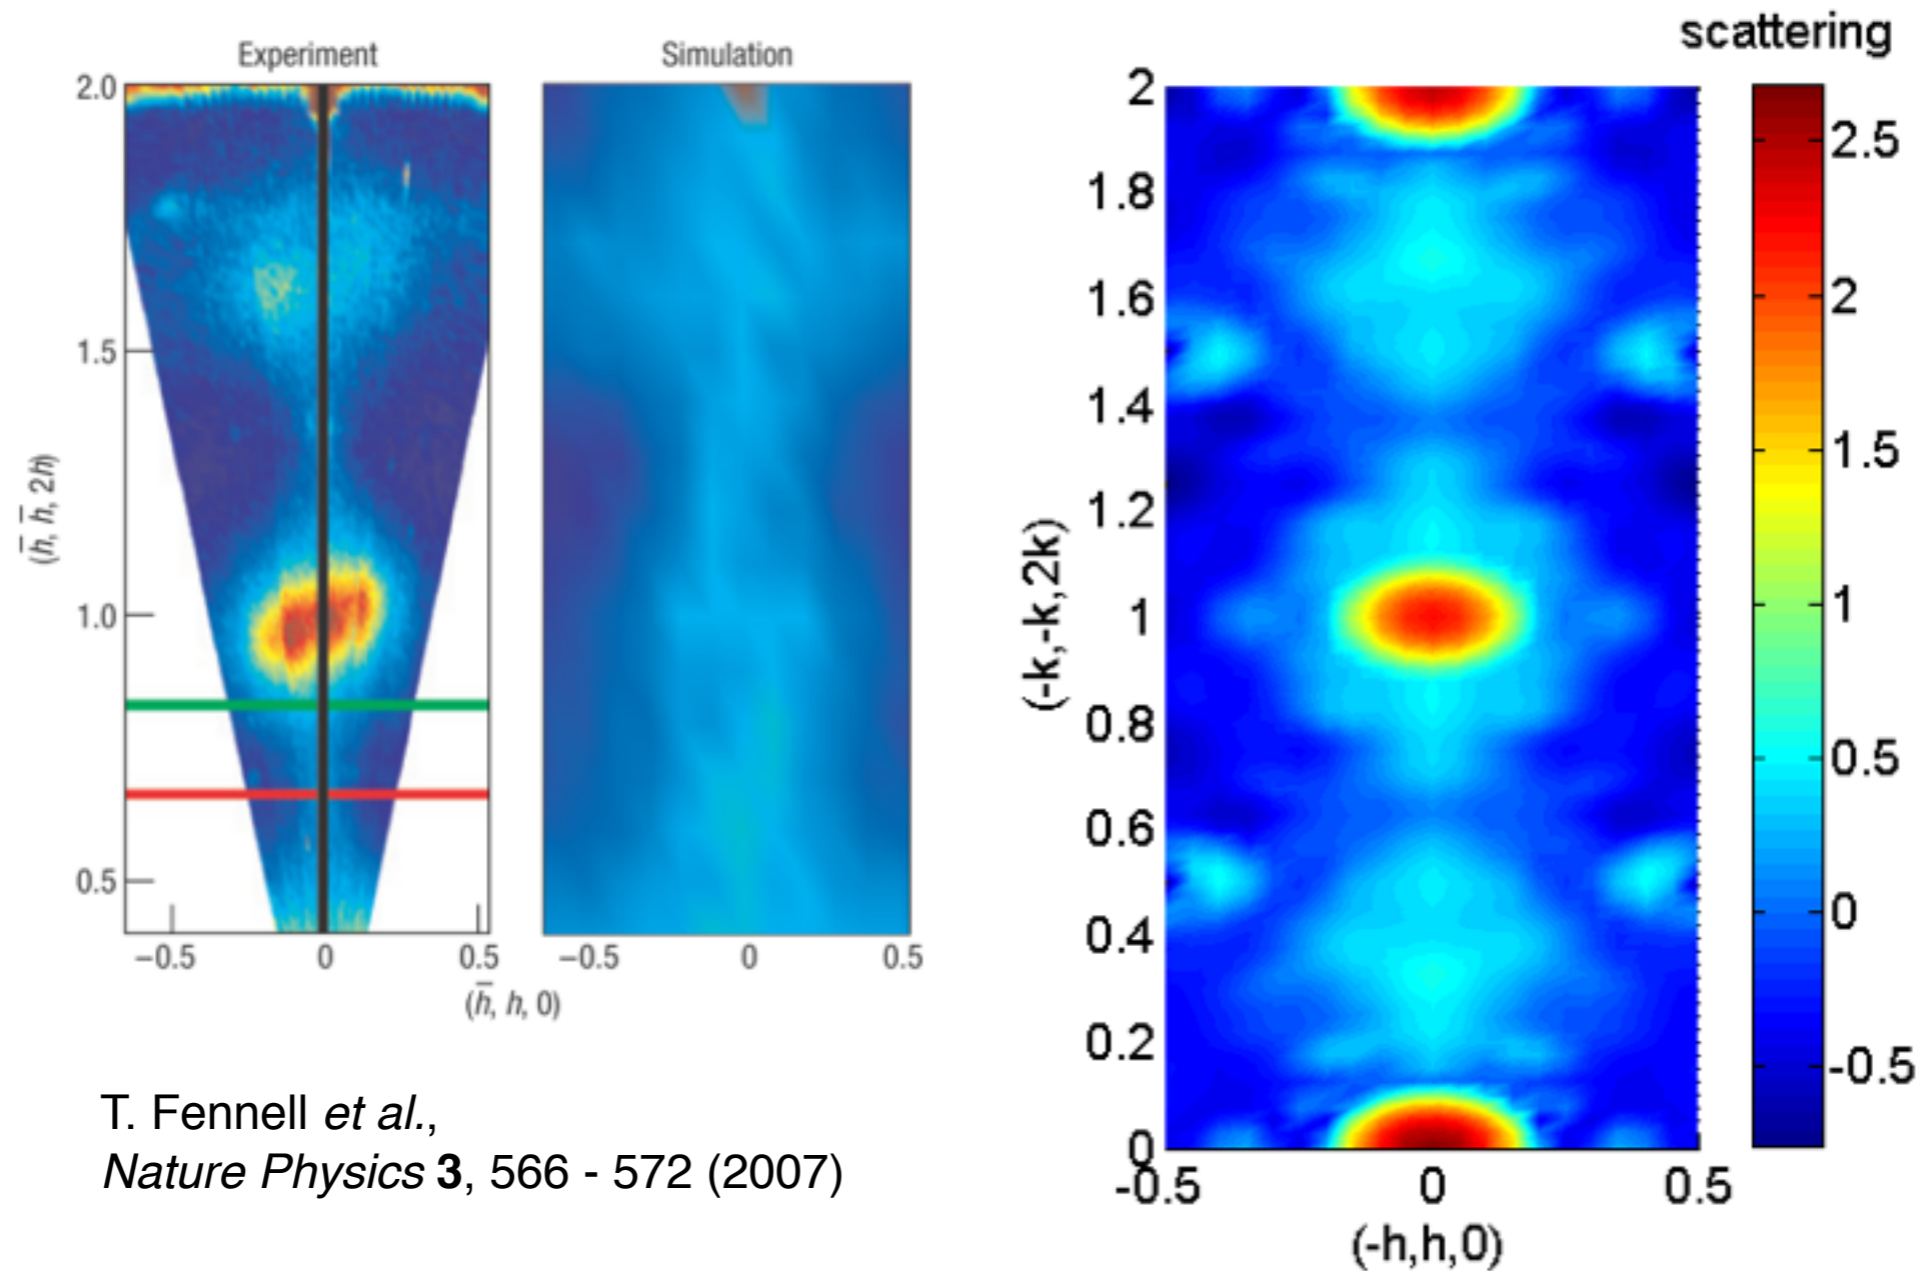 Experiment
2.0
1.5
1.0
0.5
(h̅, h̅, 2h)
−0.5 0 0.5
Simulation
−0.5 0 0.5
(h̅, h, 0)
T. Fennell et al.,
Nature Physics 3, 566 - 572 (2007)
2
1.8
1.6
1.4
1.2
1
0.8
0.6
0.4
0.2
0
(-k,-k,2k)
-0.5 0 0.5
(-h,h,0)
scattering
2.5
2
1.5
1
0.5
0
-0.5